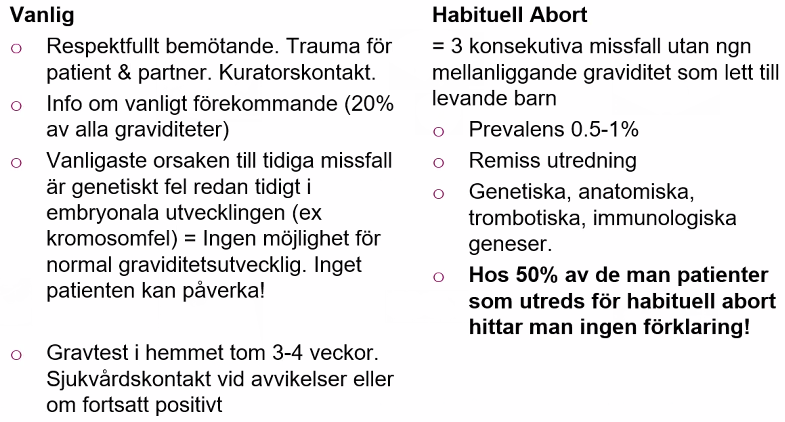 Vanlig
o Respektfullt bemötande. Trauma för
patient & partner. Kuratorskontakt.
o Info om vanligt förekommande (20%
av alla graviditeter)
o Vanligaste orsaken till tidiga missfall
är genetiskt fel redan tidigt i
embryonala utvecklingen (ex
kromosomfel) = Ingen möjlighet för
normal graviditetsutvecklig. Inget
patienten kan påverka!
o Gravtest i hemmet tom 3-4 veckor.
Sjukvårdskontakt vid avvikelser eller
om fortsatt positivt
Habituell Abort
= 3 konsekutiva missfall utan ngn
mellanliggande graviditet som lett till
levande barn
o Prevalens 0.5-1%
o Remiss utredning
o Genetiska, anatomiska,
trombotiska, immunologiska
geneser.
o Hos 50% av de man patienter
som utreds för habituell abort
hittar man ingen förklaring!